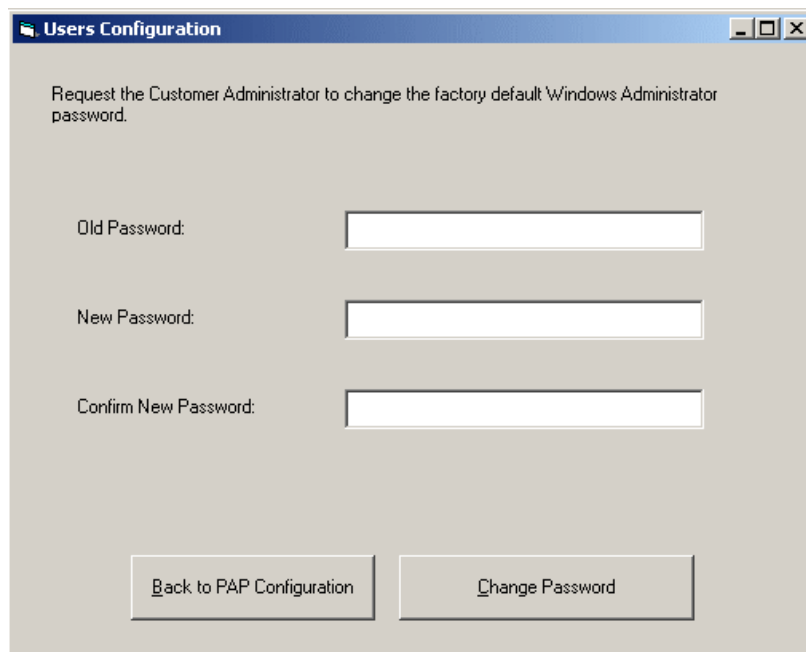 Users Configuration
Request the Customer Administrator to change the factory default Windows Administrator
password.
Old Password:
New Password:
Confirm New Password:
Back to PAP Configuration
Change Password